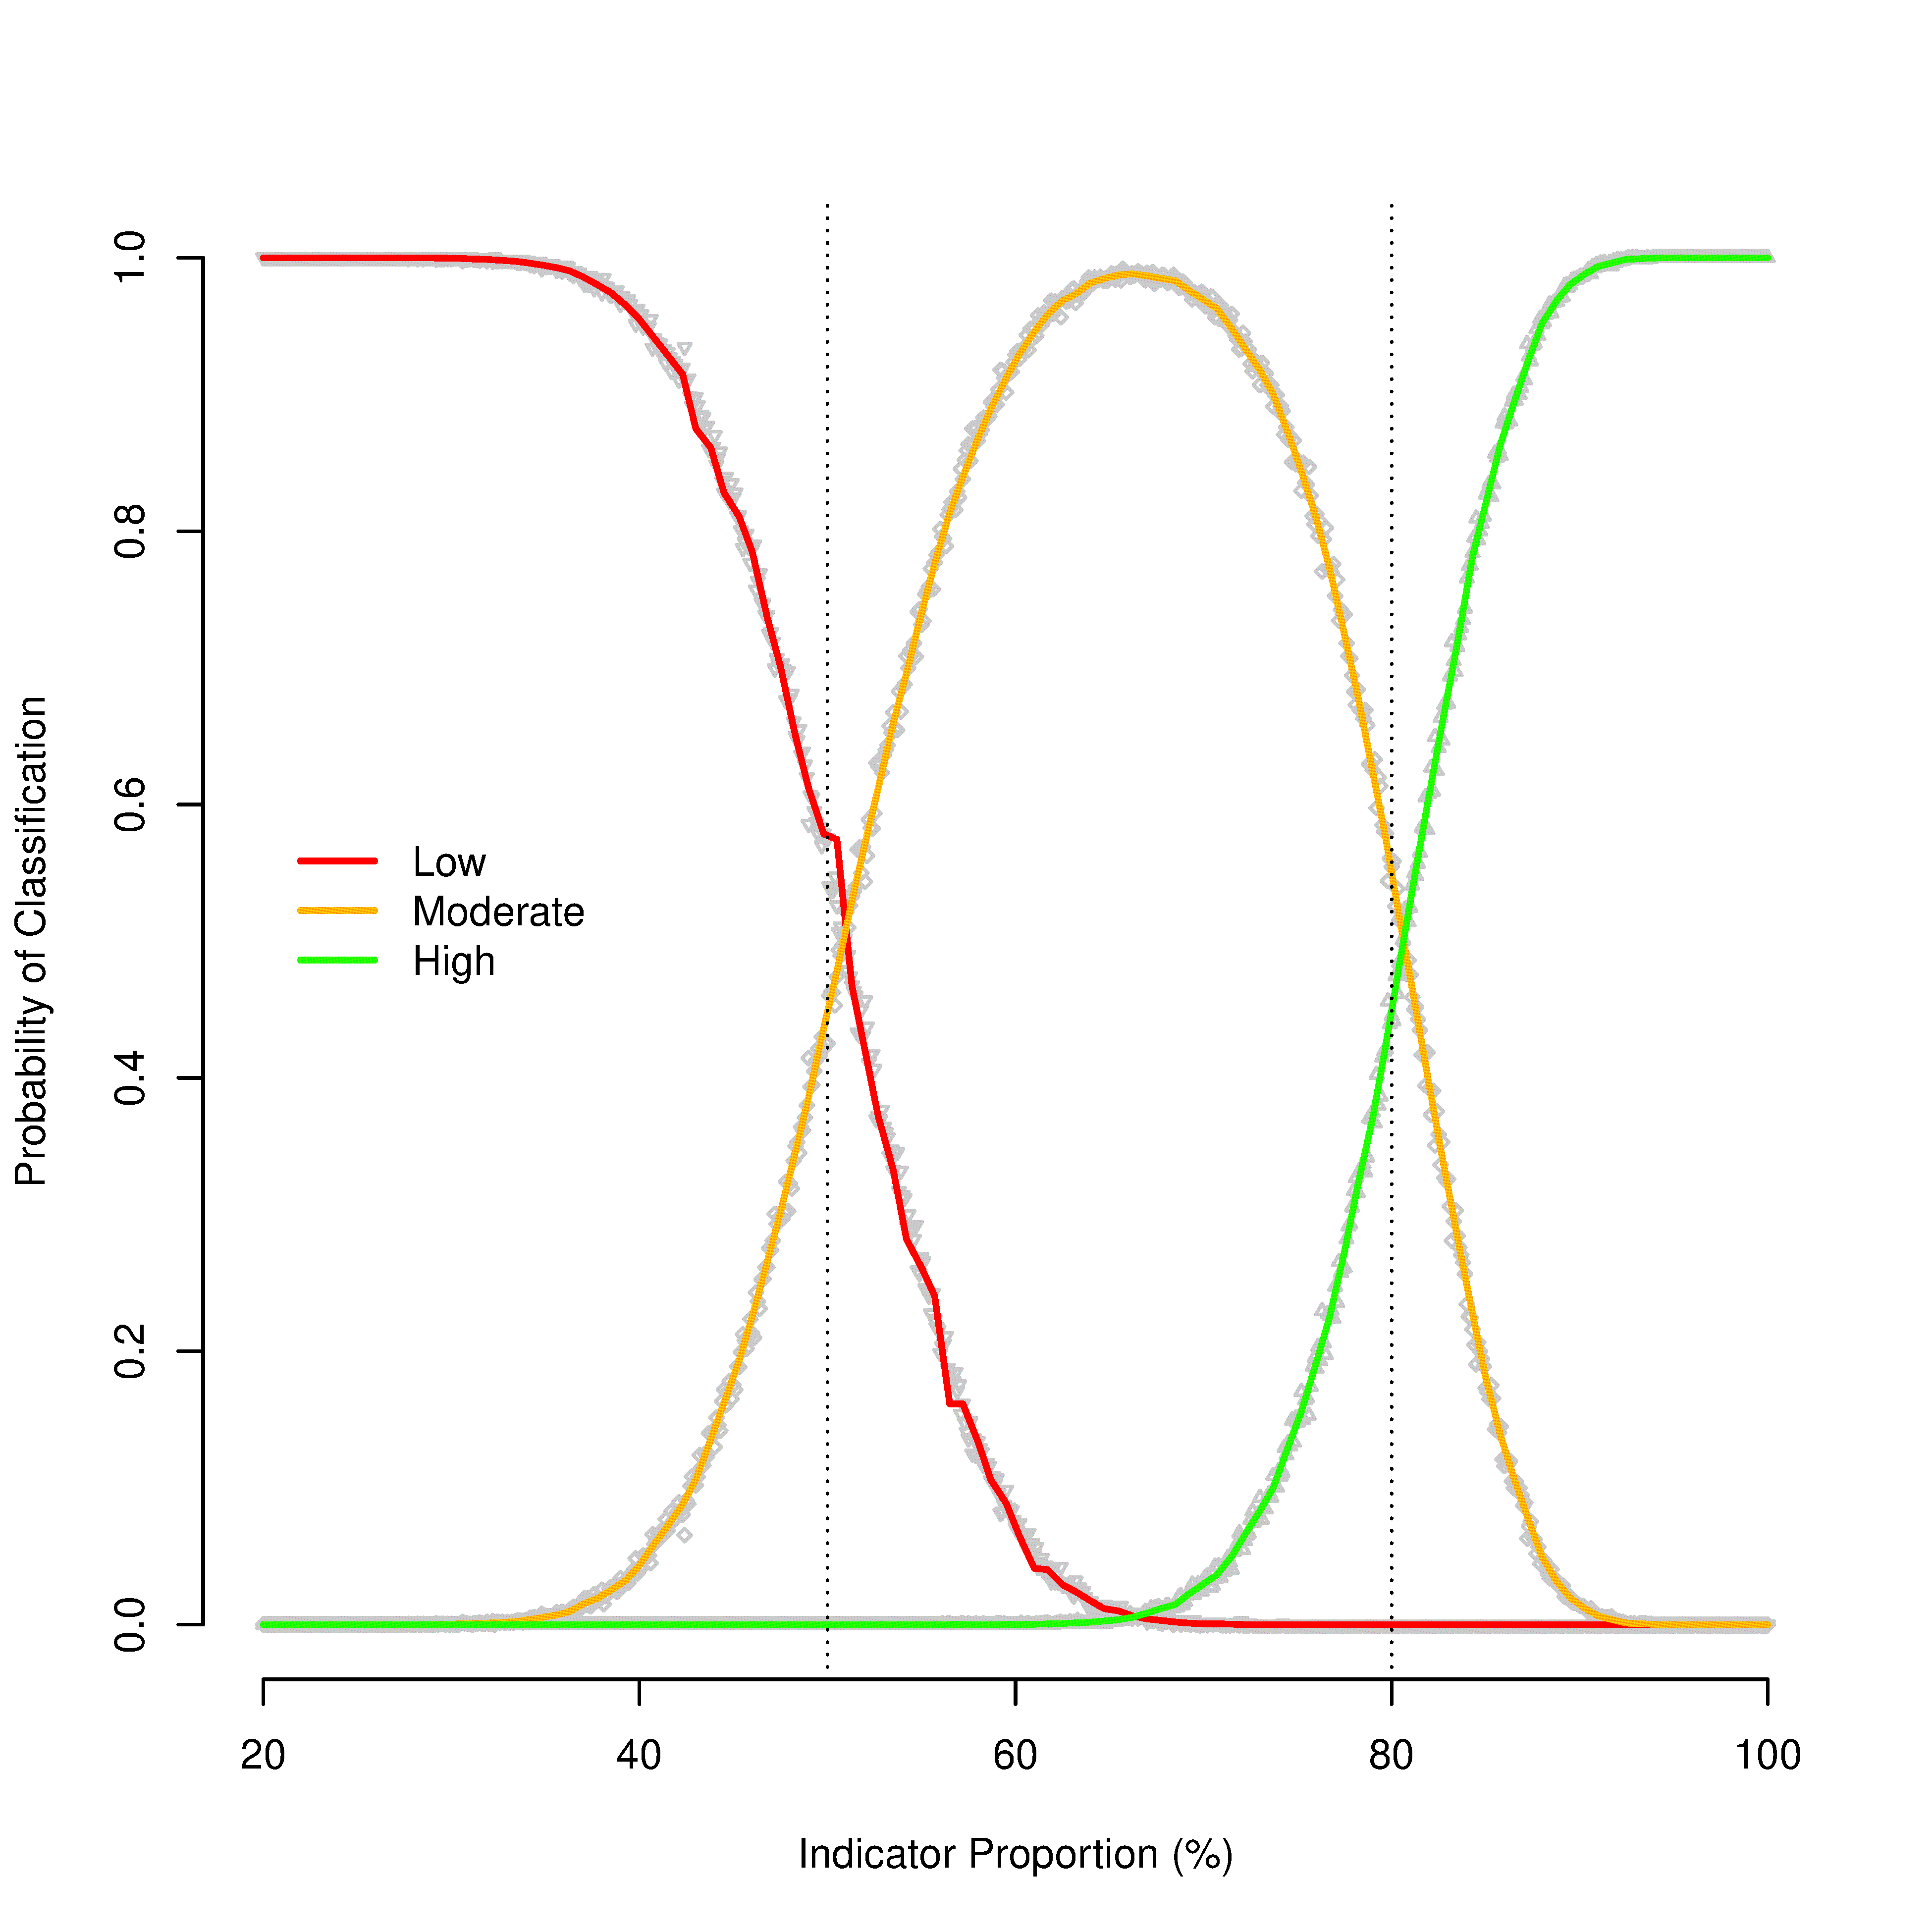 Probability of Classification
1.0
0.8
0.6
0.4
0.2
0.0
Low
Moderate
High
20 40 60 80 100
Indicator Proportion (%)